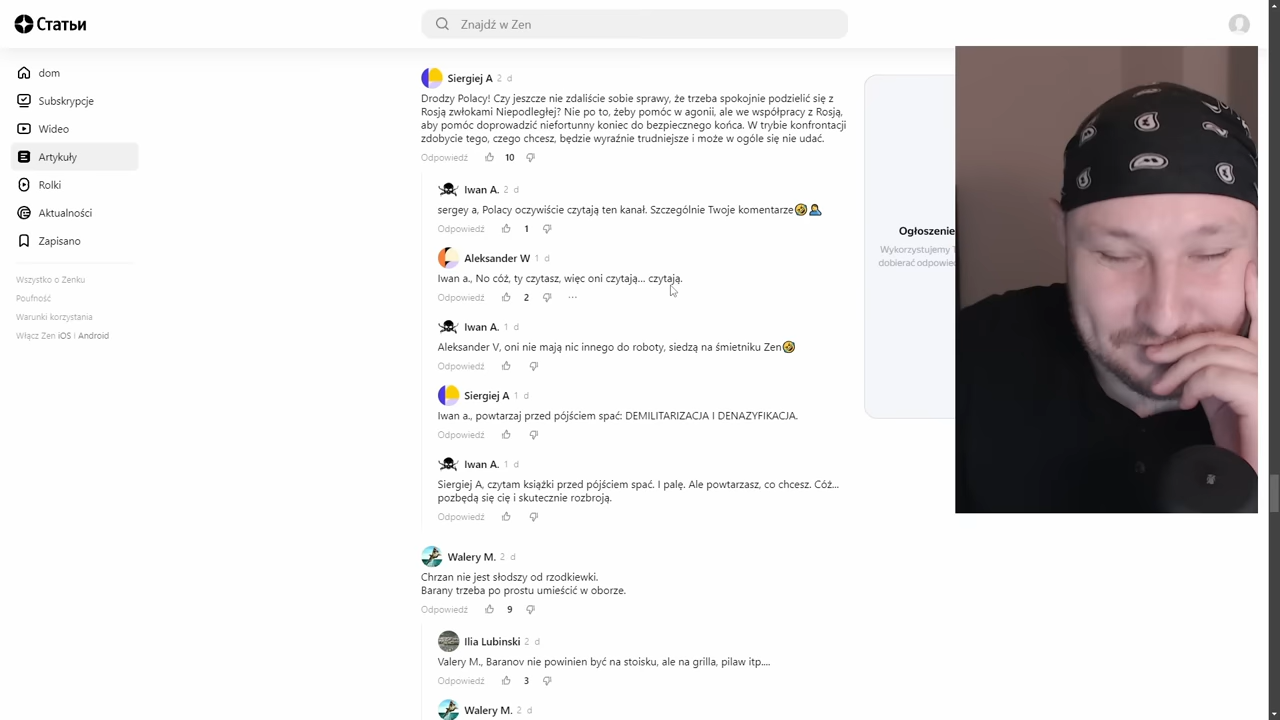 Статьи
Znajdź w Zen
dom
Subskrypcje
Wideo
Artykuły
Rolki
Aktualności
Zapisano
Wszystko o Zenku
Poufność
Warunki korzystania
Włącz Zen iOS i Android
Siergiej A 2 d
Drodzy Polacy! Czy jeszcze nie zdaliście sobie sprawy, że trzeba spokojnie podzielić się z
Rosją zwłokami Niepodległej? Nie po to, żeby pomóc w agonii, ale we współpracy z Rosją,
aby pomóc doprowadzić niefortunny koniec do bezpiecznego końca. W trybie konfrontacji
zdobycie tego, czego chcesz, będzie wyraźnie trudniejsze i może w ogóle się nie udać.
Odpowiedź 10
Iwan A. 2 d
sergey a, Polacy oczywiście czytają ten kanał. Szczególnie Twoje komentarze🤣🤦‍♂️
Odpowiedź 1
Aleksander W 1 d
Iwan a., No cóż, ty czytasz, więc oni czytają... czytają.
Odpowiedź 2 ...
Iwan A. 1 d
Aleksander V, oni nie mają nic innego do roboty, siedzą na śmietniku Zen🤣
Odpowiedź
Siergiej A 1 d
Iwan a., powtarzaj przed pójściem spać: DEMILITARIZACJA I DENAZYFIKACJA.
Odpowiedź
Iwan A. 1 d
Siergiej A, czytam książki przed pójściem spać. I palę. Ale powtarzasz, co chcesz. Cóż...
pozbędą się cię i skutecznie rozbroją.
Odpowiedź
Walery M. 2 d
Chrzan nie jest słodszy od rzodkiewki.
Barany trzeba po prostu umieścić w oborze.
Odpowiedź 9
Ilia Lubinski 2 d
Valery M., Baranov nie powinien być na stoisku, ale na grilla, pilaw itp....
Odpowiedź 3
Walery M. 2 d
Ogłoszenie
Wykorzystujemy
dobierać odpowie